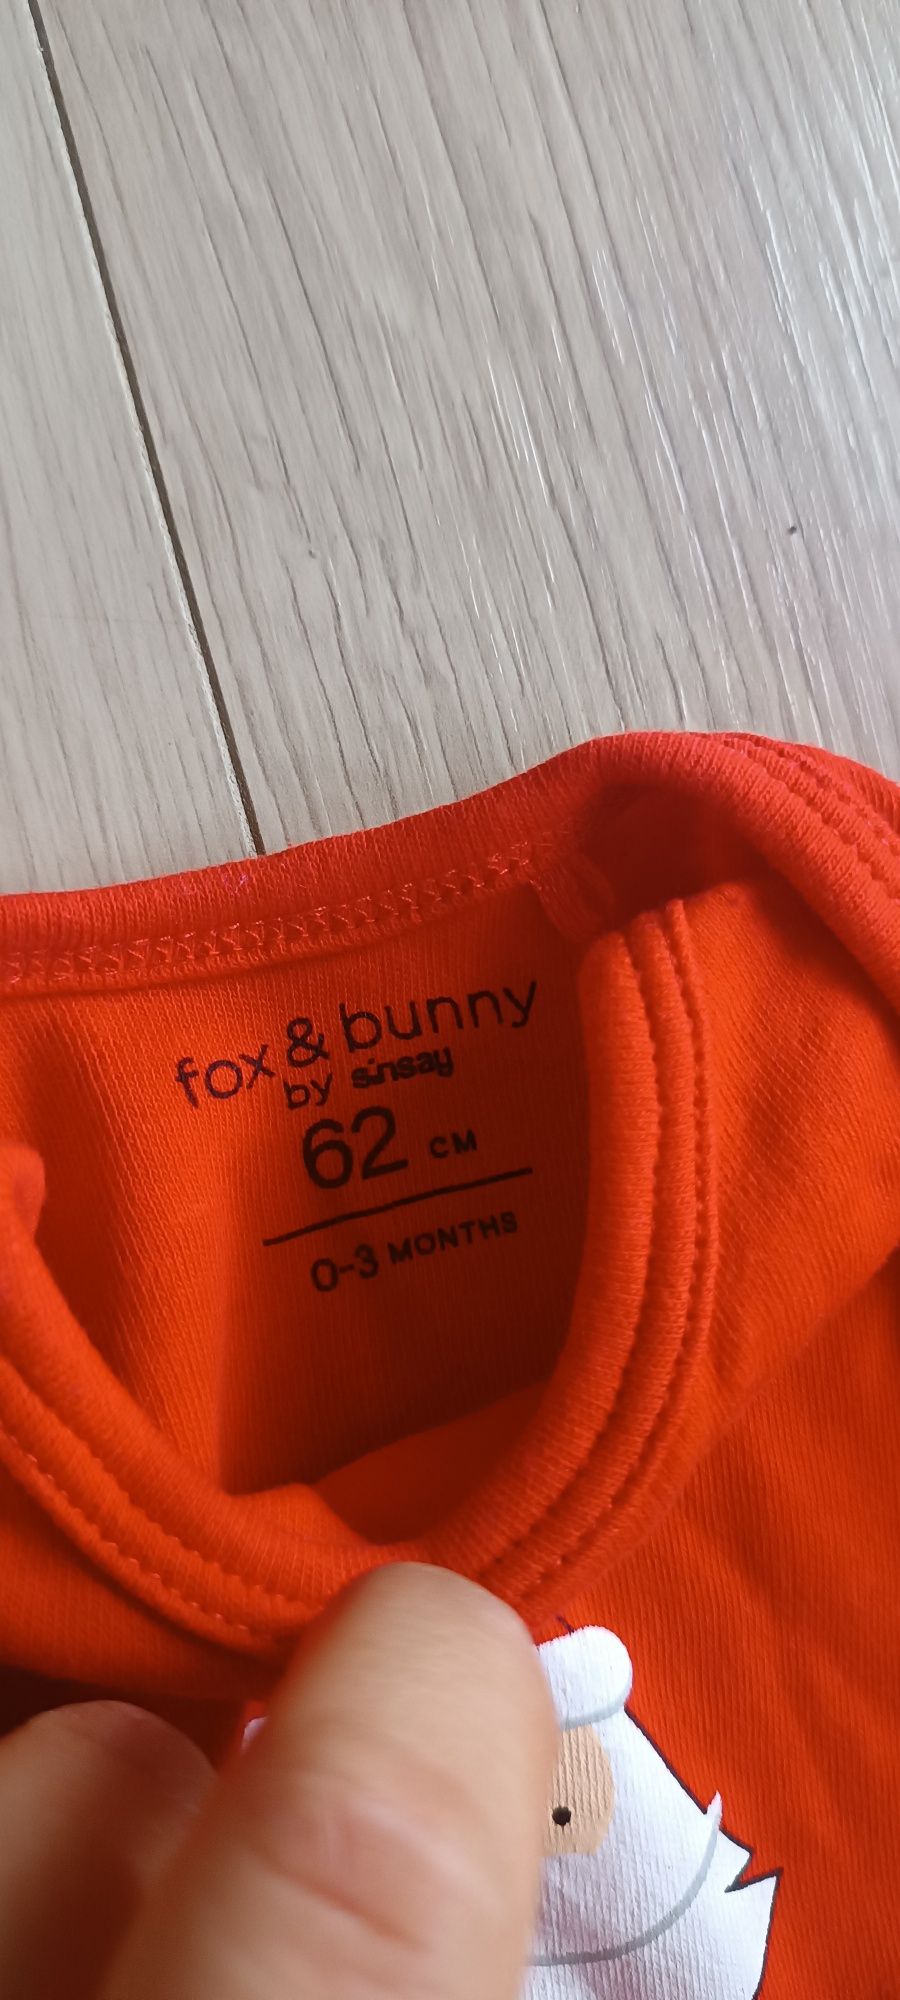 fox & bunny
by sinsay
62 CM
0-3 MONTHS